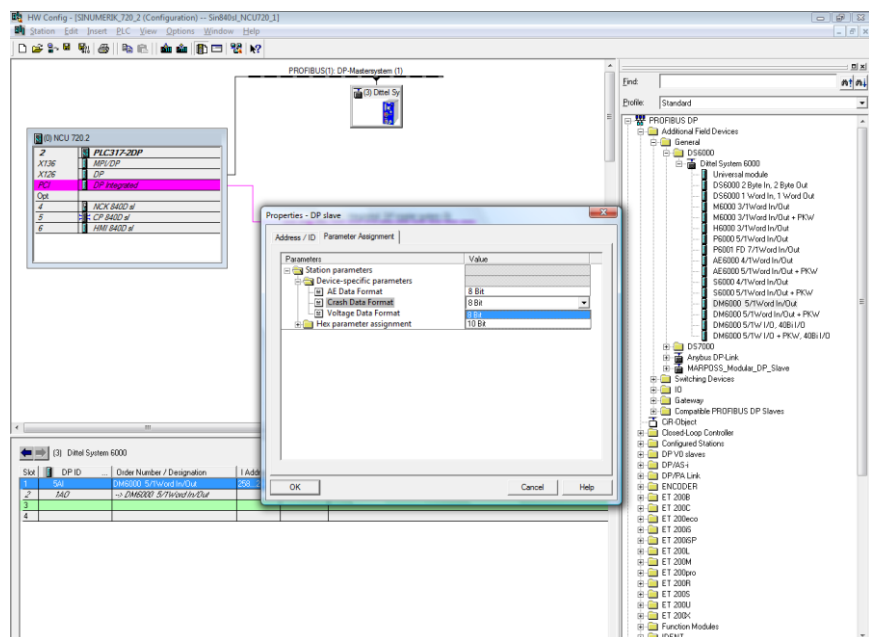 HW Config - [SINUMERIK_720_2 (Configuration) -- Sin840sl_NCU720_1]
Station Edit Insert PLC View Options Window Help
PROFIBUS(1): DP-Mastersystem (1)
(3) Dittel Sy
(0) NCU 720.2
2 PLC317-2DP
X136 MPI/DP
X126 DP
PCI DP Integrated
Opt
4 NCK 840D sl
5 CP 840D sl
6 HMI 840D sl
Properties - DP slave
Address / ID Parameter Assignment
Parameters Value
Station parameters
Device-specific parameters
AE Data Format 8 Bit
Crash Data Format 8 Bit
Voltage Data Format 8 Bit
Hex parameter assignment 10 Bit
OK Cancel Help
(3) Dittel System 6000
Slot DP ID ... Order Number / Designation I Addr
1 5AI DM6000 5/1Word In/Out 258...
2 1AO --> DM6000 5/1Word In/Out
3
4
Find:
Profile: Standard
PROFIBUS DP
Additional Field Devices
General
DS6000
Dittel System 6000
Universal module
DS6000 2 Byte In, 2 Byte Out
DS6000 1 Word In, 1 Word Out
M6000 3/1Word In/Out
M6000 3/1Word In/Out + PKW
H6000 3/1Word In/Out
P6000 5/1Word In/Out
P6001 FD 7/1Word In/Out
AE6000 4/1Word In/Out
AE6000 5/1Word In/Out + PKW
S6000 4/1Word In/Out
S6000 5/1Word In/Out + PKW
DM6000 5/1Word In/Out
DM6000 5/1Word In/Out + PKW
DM6000 5/1W I/O, 40Bi I/O
DM6000 5/1W I/O + PKW, 40Bi I/O
DS7000
Anybus DP-Link
MARPOSS_Modular_DP_Slave
Switching Devices
IO
Gateway
Compatible PROFIBUS DP Slaves
CiR-Object
Closed-Loop Controller
Configured Stations
DP V0 slaves
DP/AS-i
DP/PA Link
ENCODER
ET 200B
ET 200C
ET 200eco
ET 200iS
ET 200iSP
ET 200L
ET 200M
ET 200pro
ET 200R
ET 200S
ET 200U
ET 200X
Function Modules
IDENT